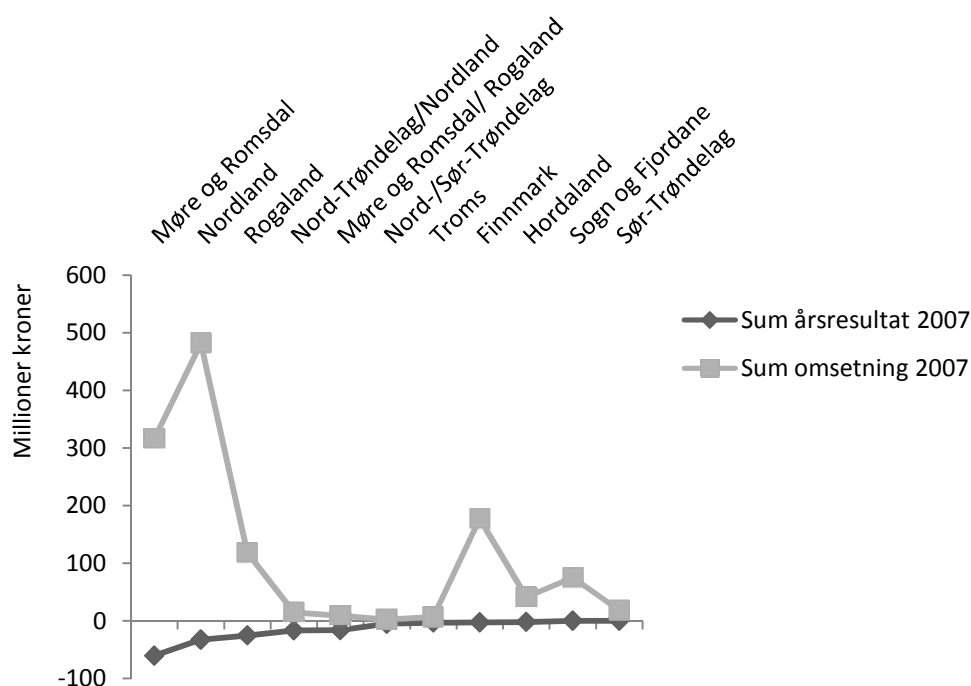 Møre og Romsdal
Nordland
Rogaland
Nord-Trøndelag/Nordland
Møre og Romsdal/ Rogaland
Nord-/Sør-Trøndelag
Troms
Finnmark
Hordaland
Sogn og Fjordane
Sør-Trøndelag
Millioner kroner
600
500
400
300
200
100
0
-100
Sum årsresultat 2007
Sum omsetning 2007